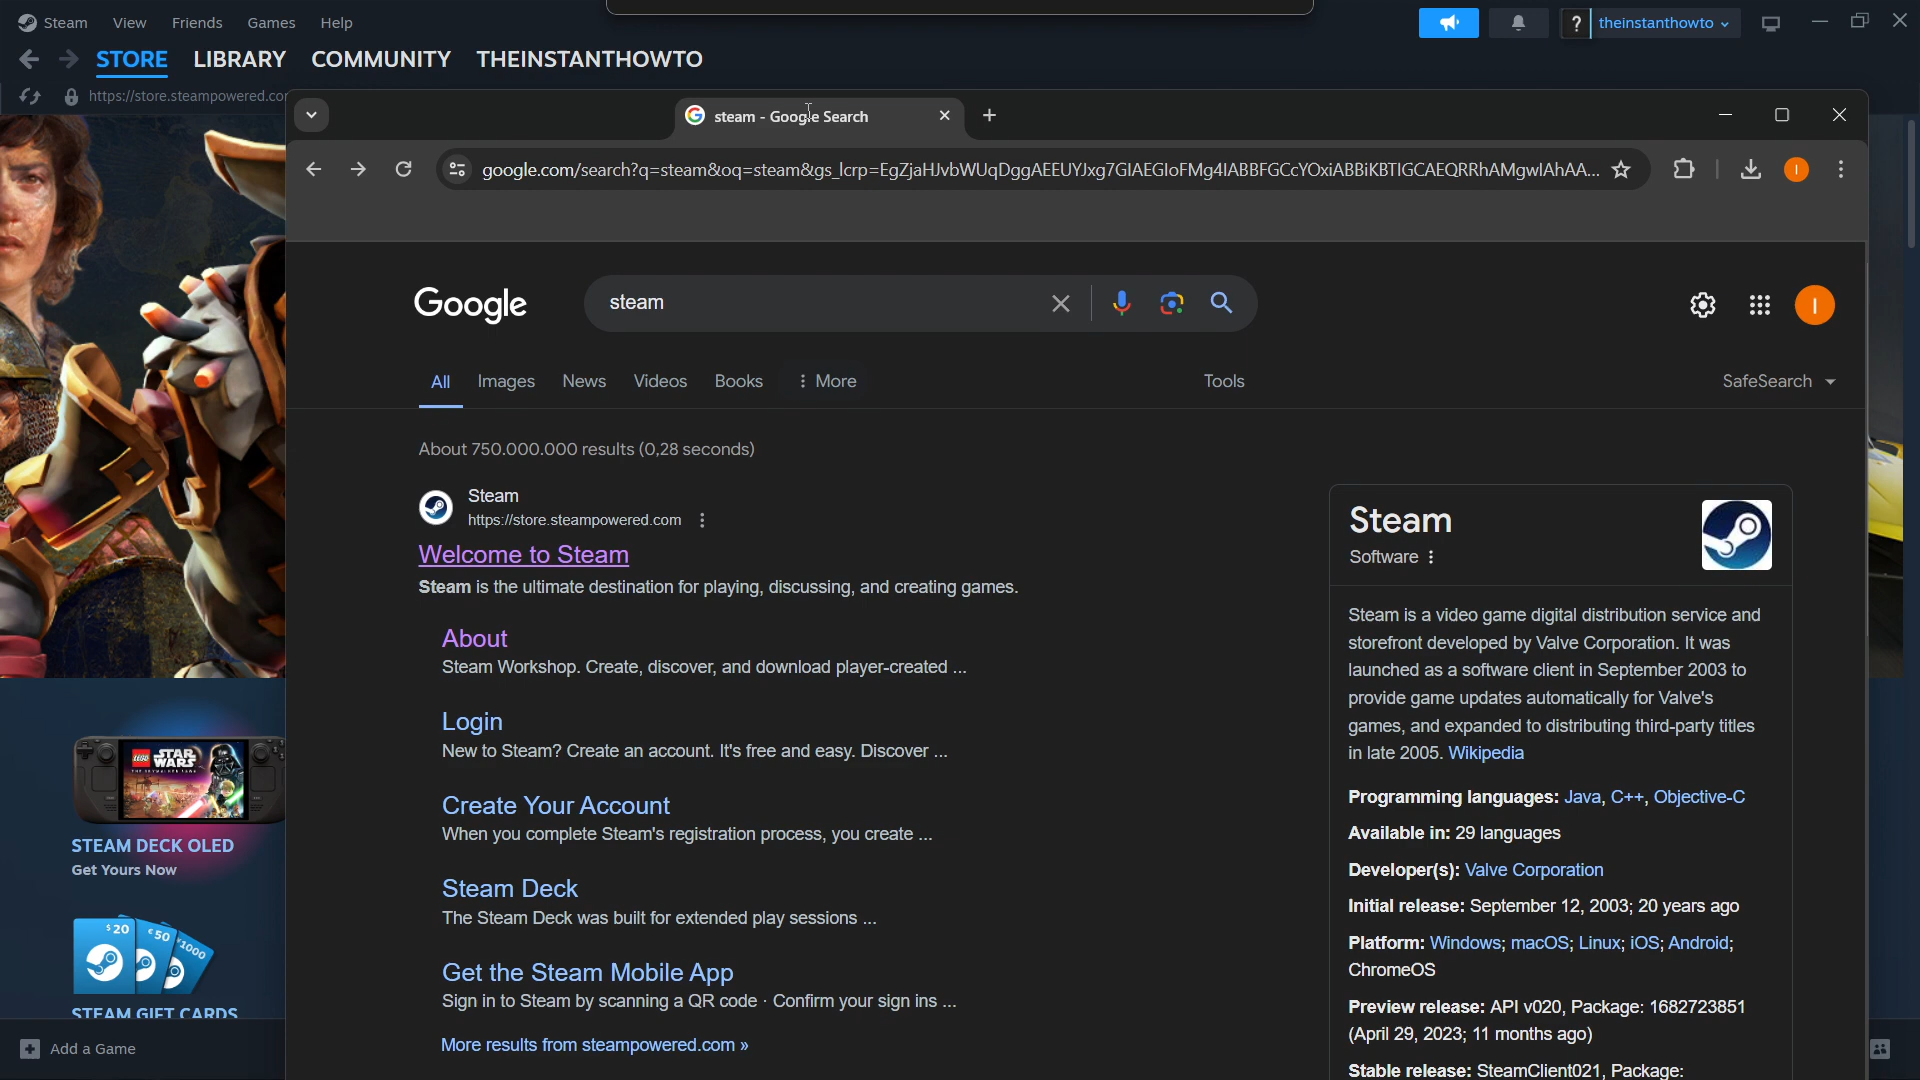 Steam View Friends Games Help
? theinstanthowto
STORE LIBRARY COMMUNITY THEINSTANTHOWTO
https://store.steampowered.cor
steam - Google Search
google.com/search?q=steam&oq=steam&gs_lcrp=EgZjaHJvbWUqDggAEEUYJxg7GIAEGIoFMg4IABBFGCcYOxiABBiKBTIGCAEQRRhAMgwIAhAA...
I
Google
steam
I
All Images News Videos Books More Tools SafeSearch
About 750.000.000 results (0,28 seconds)
Steam
https://store.steampowered.com
Welcome to Steam
Steam is the ultimate destination for playing, discussing, and creating games.
About
Steam Workshop. Create, discover, and download player-created ...
Login
New to Steam? Create an account. It's free and easy. Discover ...
Create Your Account
When you complete Steam's registration process, you create ...
Steam Deck
The Steam Deck was built for extended play sessions ...
Get the Steam Mobile App
Sign in to Steam by scanning a QR code · Confirm your sign ins ...
More results from steampowered.com »
Steam
Software
Steam is a video game digital distribution service and
storefront developed by Valve Corporation. It was
launched as a software client in September 2003 to
provide game updates automatically for Valve's
games, and expanded to distributing third-party titles
in late 2005. Wikipedia
Programming languages: Java, C++, Objective-C
Available in: 29 languages
Developer(s): Valve Corporation
Initial release: September 12, 2003; 20 years ago
Platform: Windows; macOS; Linux; iOS; Android;
ChromeOS
Preview release: API v020, Package: 1682723851
(April 29, 2023; 11 months ago)
Stable release: SteamClient021, Package:
LEGO STAR WARS
THE SKYWALKER SAGA
STEAM DECK OLED
Get Yours Now
$20
€50
¥1000
STEAM GIFT CARDS
Add a Game